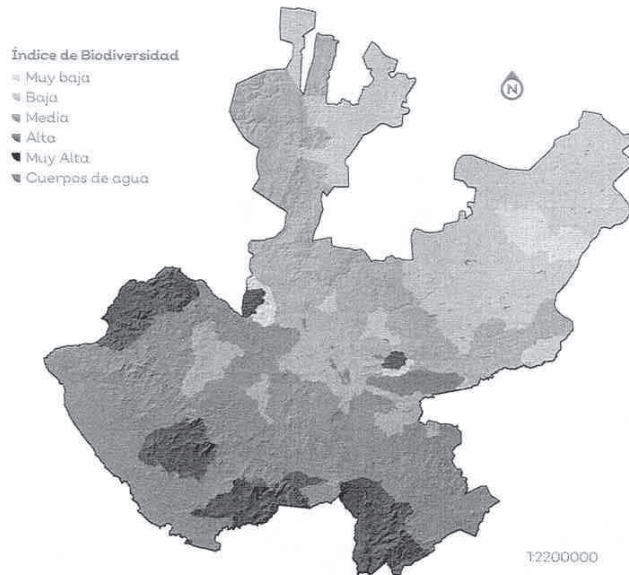 Índice de Biodiversidad
Muy baja
Baja
Media
Alta
Muy Alta
Cuerpos de agua
N
1:2200000